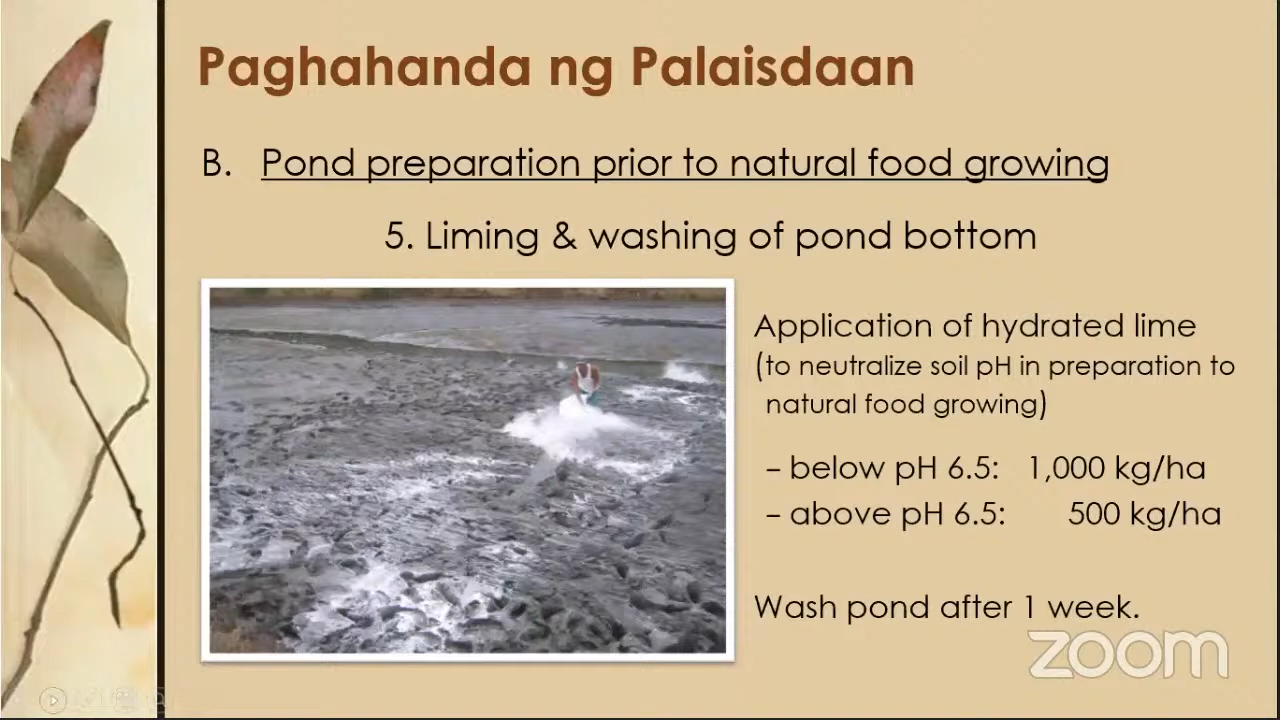 Paghahanda ng Palaisdaan
B. Pond preparation prior to natural food growing
5. Liming & washing of pond bottom
Application of hydrated lime
(to neutralize soil pH in preparation to
natural food growing)
– below pH 6.5: 1,000 kg/ha
– above pH 6.5: 500 kg/ha
Wash pond after 1 week.
zoom